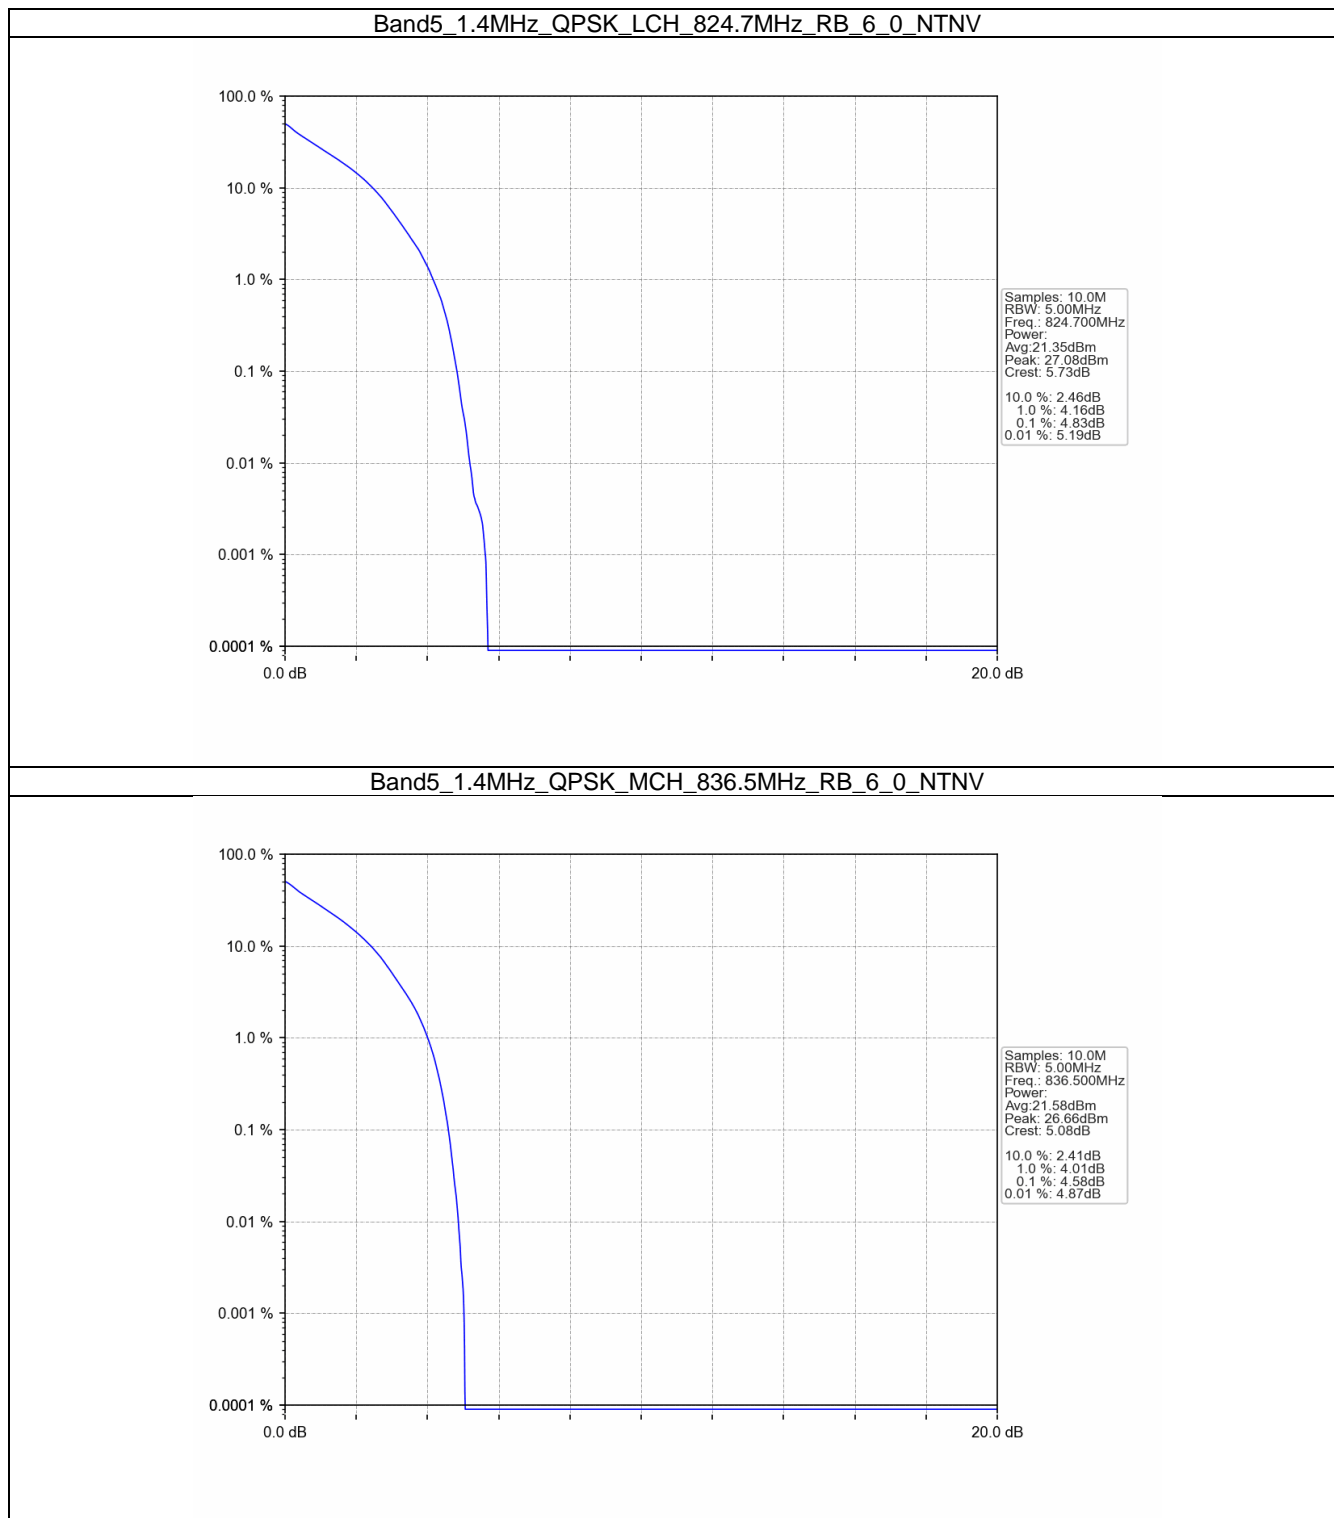 Band5_1.4MHz_QPSK_LCH_824.7MHz_RB_6_0_NTNV
100.0 %
10.0 %
1.0 %
0.1 %
0.01 %
0.001 %
0.0001 %
0.0 dB
20.0 dB
Samples: 10.0M
RBW: 5.00MHz
Freq.: 824.700MHz
Power:
Avg:21.35dBm
Peak: 27.08dBm
Crest: 5.73dB
10.0 %: 2.46dB
1.0 %: 4.16dB
0.1 %: 4.83dB
0.01 %: 5.19dB
Band5_1.4MHz_QPSK_MCH_836.5MHz_RB_6_0_NTNV
100.0 %
10.0 %
1.0 %
0.1 %
0.01 %
0.001 %
0.0001 %
0.0 dB
20.0 dB
Samples: 10.0M
RBW: 5.00MHz
Freq.: 836.500MHz
Power:
Avg:21.58dBm
Peak: 26.66dBm
Crest: 5.08dB
10.0 %: 2.41dB
1.0 %: 4.01dB
0.1 %: 4.58dB
0.01 %: 4.87dB